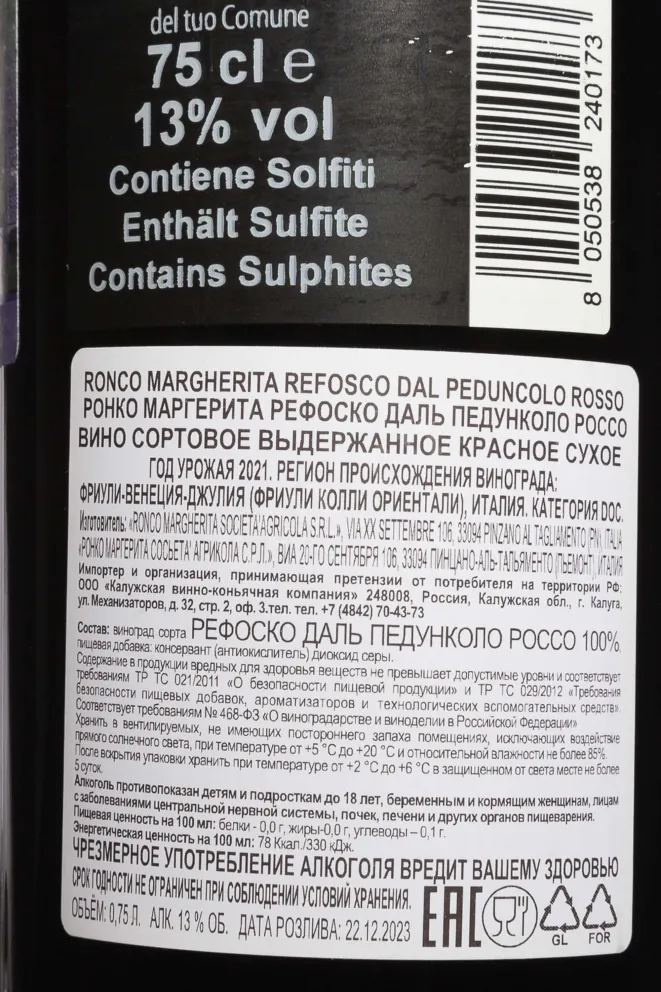 del tuo Comune
75 cl e
13% vol
Contiene Solfiti
Enthält Sulfite
Contains Sulphites
8 050538 240173
RONCO MARGHERITA REFOSCO DAL PEDUNCOLO ROSSO
РОНКО МАРГЕРИТА РЕФОСКО ДАЛЬ ПЕДУНКОЛО РОССО
ВИНО СОРТОВОЕ ВЫДЕРЖАННОЕ КРАСНОЕ СУХОЕ
ГОД УРОЖАЯ 2021. РЕГИОН ПРОИСХОЖДЕНИЯ ВИНОГРАДА:
ФРИУЛИ-ВЕНЕЦИЯ-ДЖУЛИЯ (ФРИУЛИ КОЛЛИ ОРИЕНТАЛИ), ИТАЛИЯ. КАТЕГОРИЯ DOC.
Изготовитель: «RONCO MARGHERITA SOCIETA'AGRICOLA S.R.L.», VIA XX SETTEMBRE 106, 33094 PINZANO AL TAGLIAMENTO (PN), ITALIA
«РОНКО МАРГЕРИТА СОСЬЕТА' АГРИКОЛА С.Р.Л.», ВИА 20-ГО СЕНТЯБРЯ 106, 33094 ПИНЦАНО-АЛЬ-ТАЛЬЯМЕНТО (ПЬЕМОНТ), ИТАЛИЯ
Импортер и организация, принимающая претензии от потребителя на территории РФ:
ООО «Калужская винно-коньячная компания» 248008, Россия, Калужская обл., г. Калуга,
ул. Механизаторов, д. 32, стр. 2, оф. 3.тел. тел. +7 (4842) 70-43-73
Состав: виноград сорта РЕФОСКО ДАЛЬ ПЕДУНКОЛО РОССО 100%,
пищевая добавка: консервант (антиокислитель) диоксид серы.
Содержание в продукции вредных для здоровья веществ не превышает допустимые уровни и соответствует
требованиям ТР ТС 021/2011 «О безопасности пищевой продукции» и ТР ТС 029/2012 «Требования
безопасности пищевых добавок, ароматизаторов и технологических вспомогательных средств».
Соответствует требованиям № 468-ФЗ «О виноградарстве и виноделии в Российской Федерации»
Хранить в вентилируемых, не имеющих постороннего запаха помещениях, исключающих воздействие
прямого солнечного света, при температуре от +5 °С до +20 °С и относительной влажности не более 85%.
После вскрытия упаковки хранить при температуре от +2 °С до +6 °С в защищенном от света месте не более
5 суток.
Алкоголь противопоказан детям и подросткам до 18 лет, беременным и кормящим женщинам, лицам
с заболеваниями центральной нервной системы, почек, печени и других органов пищеварения.
Пищевая ценность на 100 мл: белки - 0,0 г, жиры-0,0 г, углеводы – 0,1 г.
Энергетическая ценность на 100 мл: 78 Ккал./330 кДж.
ЧРЕЗМЕРНОЕ УПОТРЕБЛЕНИЕ АЛКОГОЛЯ ВРЕДИТ ВАШЕМУ ЗДОРОВЬЮ
СРОК ГОДНОСТИ НЕ ОГРАНИЧЕН ПРИ СОБЛЮДЕНИИ УСЛОВИЙ ХРАНЕНИЯ.
ОБЪЁМ: 0,75 Л. АЛК. 13 % ОБ. ДАТА РОЗЛИВА: 22.12.2023
EAC
GL FOR